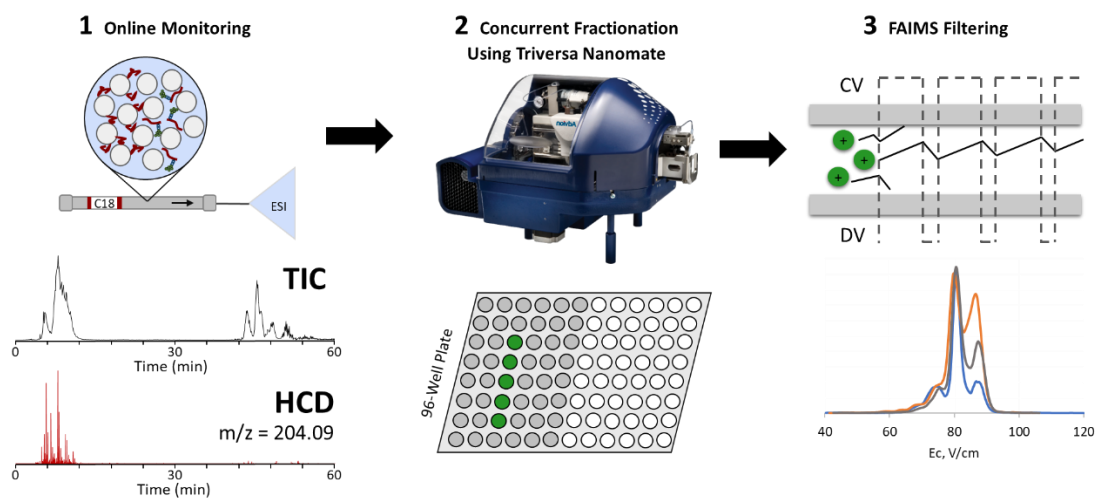 1 Online Monitoring
C18
ESI
TIC
0
30
60
Time (min)
HCD
m/z = 204.09
0
30
60
Time (min)
2 Concurrent Fractionation
Using Triversa Nanomate
Advion
96-Well Plate
3 FAIMS Filtering
CV
+
+
+
DV
40
60
80
100
120
Ec, V/cm